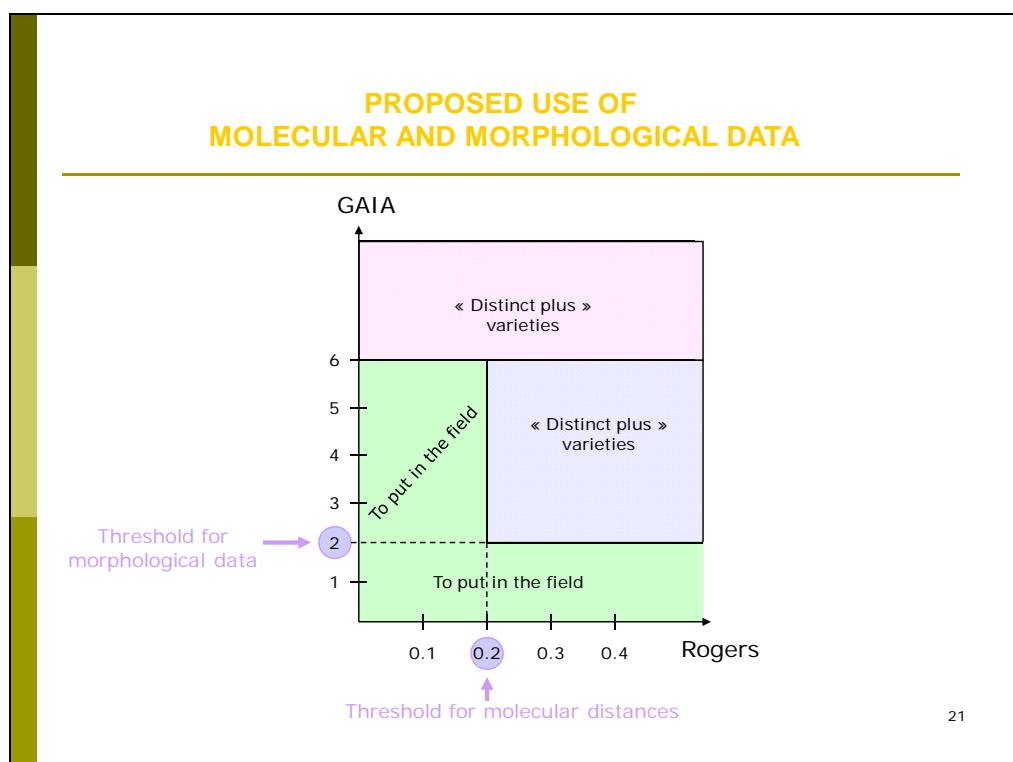 PROPOSED USE OF
MOLECULAR AND MORPHOLOGICAL DATA
GAIA
« Distinct plus »
varieties
6
5
4
3
2
1
« Distinct plus »
varieties
To put in the field
Threshold for
morphological data
To put in the field
0.1
0.2
0.3
0.4
Rogers
Threshold for molecular distances
21